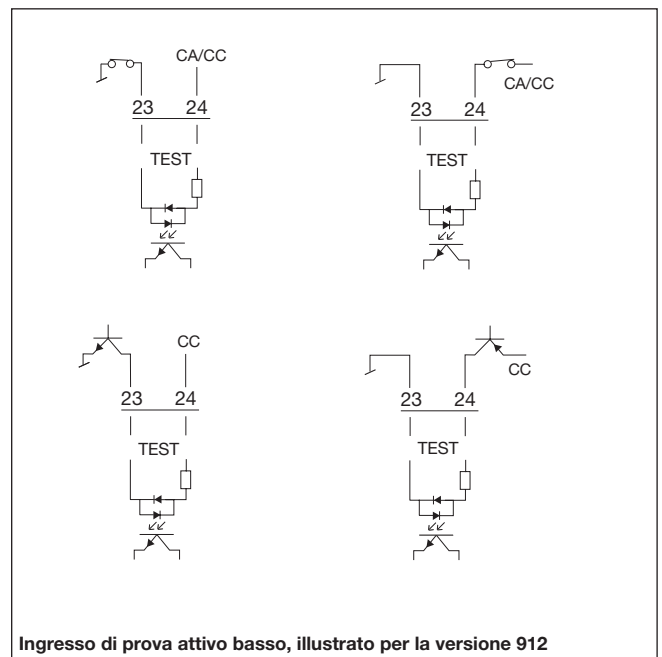 CA/CC
23 24
TEST
CA/CC
23 24
TEST
CC
23 24
TEST
CC
23 24
TEST
Ingresso di prova attivo basso, illustrato per la versione 912